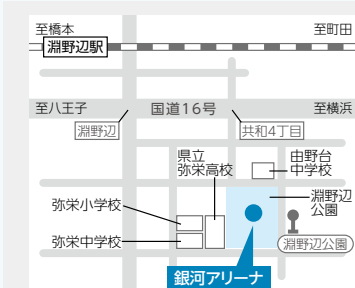 至橋本
至町田
淵野辺駅
至八王子
国道16号
至横浜
淵野辺
共和4丁目
県立
弥栄高校
由野台
中学校
弥栄小学校
淵野辺
公園
弥栄中学校
淵野辺公園
銀河アリーナ